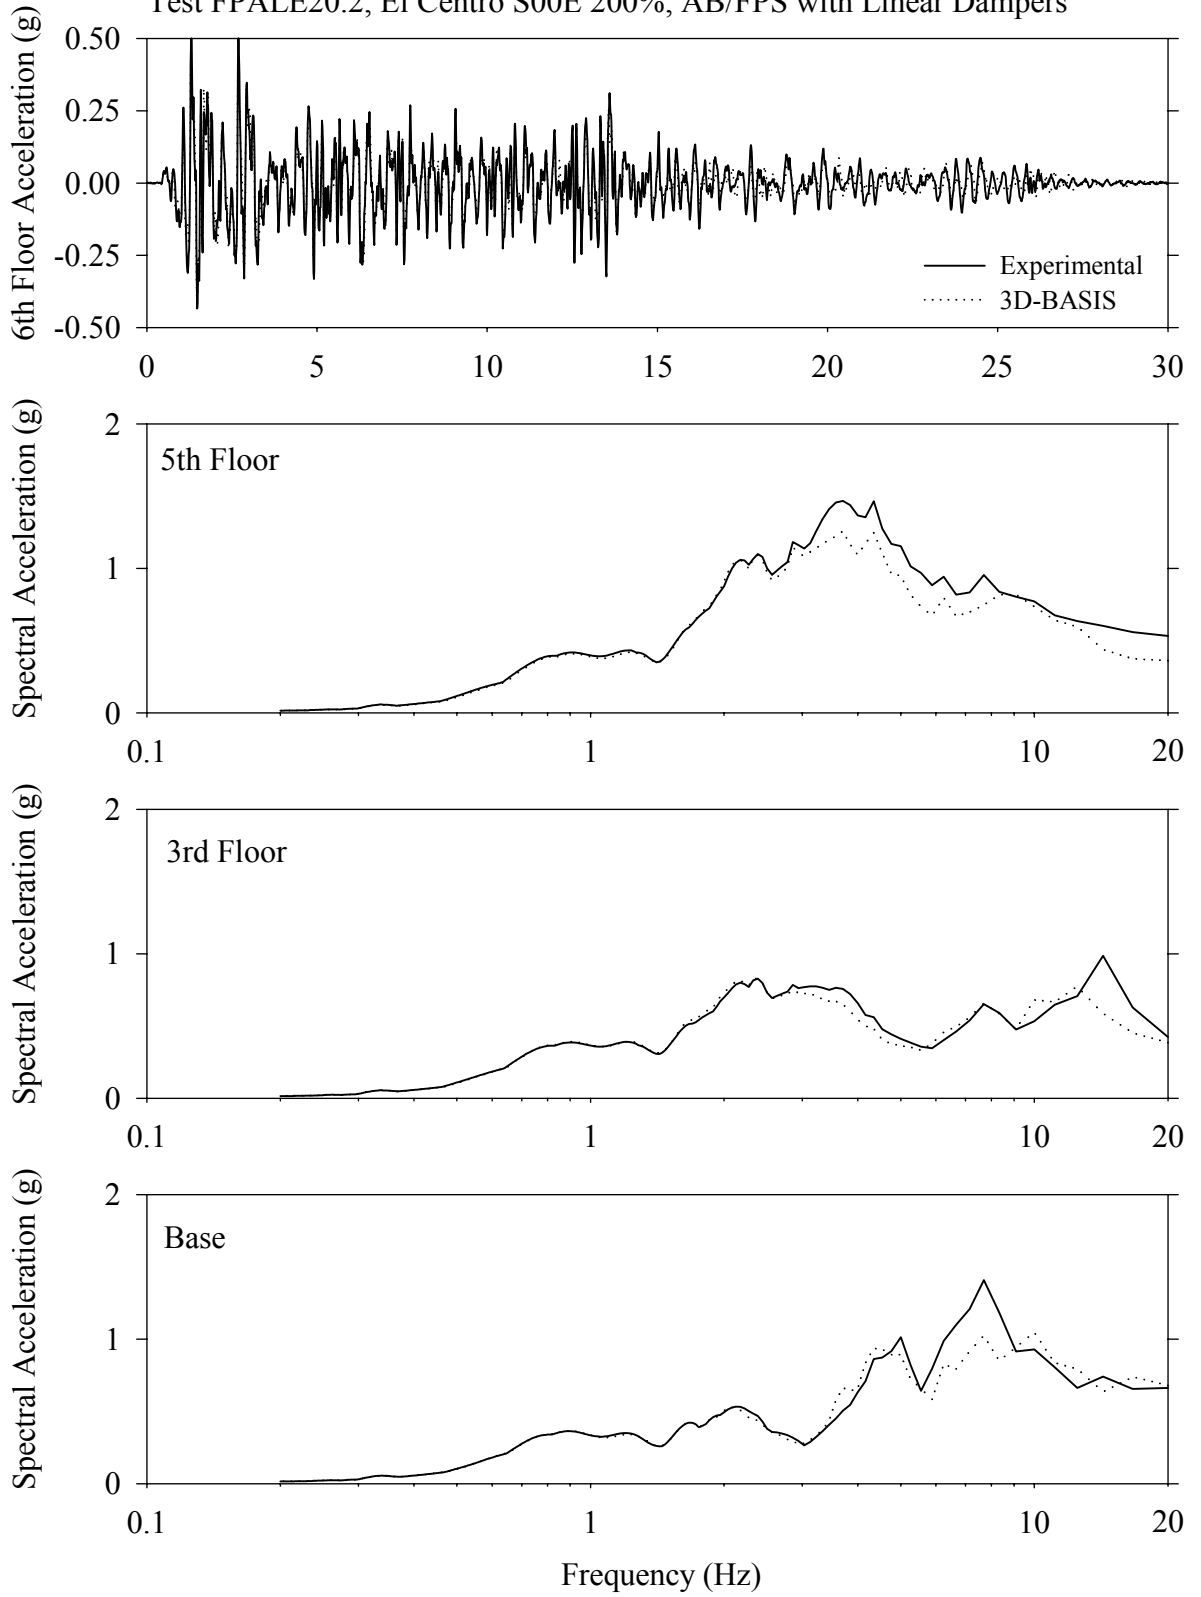 Test FPALE20.2, El Centro S00E 200%, AB/FPS with Linear Dampers
6th Floor Acceleration (g)
0.50
0.25
0.00
-0.25
-0.50
Experimental
3D-BASIS
0 5 10 15 20 25 30
Spectral Acceleration (g)
2
1
0
5th Floor
0.1 1 10 20
Spectral Acceleration (g)
2
1
0
3rd Floor
0.1 1 10 20
Spectral Acceleration (g)
2
1
0
Base
0.1 1 10 20
Frequency (Hz)